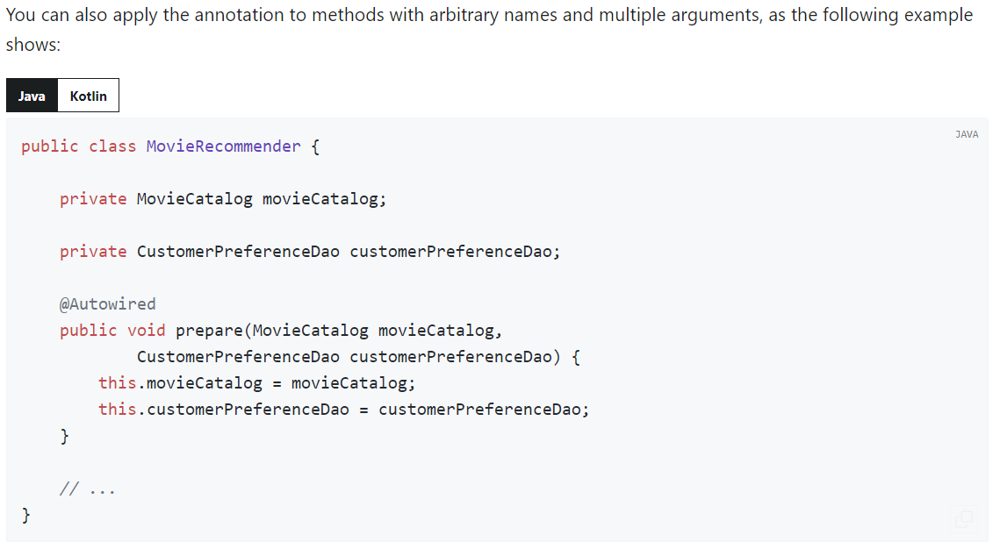 You can also apply the annotation to methods with arbitrary names and multiple arguments, as the following example
shows:
Java Kotlin
JAVA
public class MovieRecommender {
private MovieCatalog movieCatalog;
private CustomerPreferenceDao customerPreferenceDao;
@Autowired
public void prepare(MovieCatalog movieCatalog,
CustomerPreferenceDao customerPreferenceDao) {
this.movieCatalog = movieCatalog;
this.customerPreferenceDao = customerPreferenceDao;
}
// ...
}